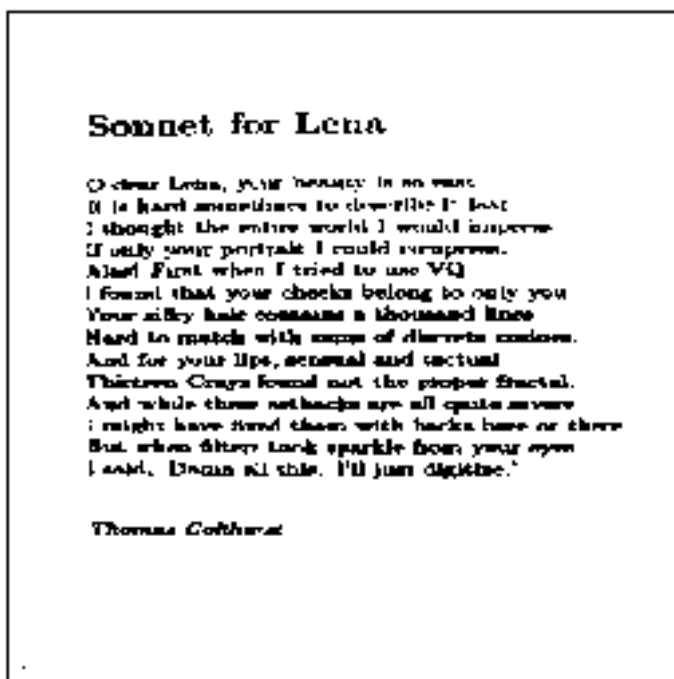 Sonnet for Lena
O dear Lena, your beauty is so vast
It is hard sometimes to describe it fast
I thought the entire world I would impress
If only your portrait I could compress.
Alas! First when I tried to use VQ
I found that your cheeks belong to only you
Your silky hair contains a thousand lines
Hard to match with sums of discrete cosines.
And for your lips, sensual and tactual
Thirteen Crays found not the proper fractal.
And while these setbacks are all quite severe
I might have fixed them with hacks here or there
But when filters took sparkle from your eyes
I said, Damn all this. I'll just digitize."
Thomas Colthurst